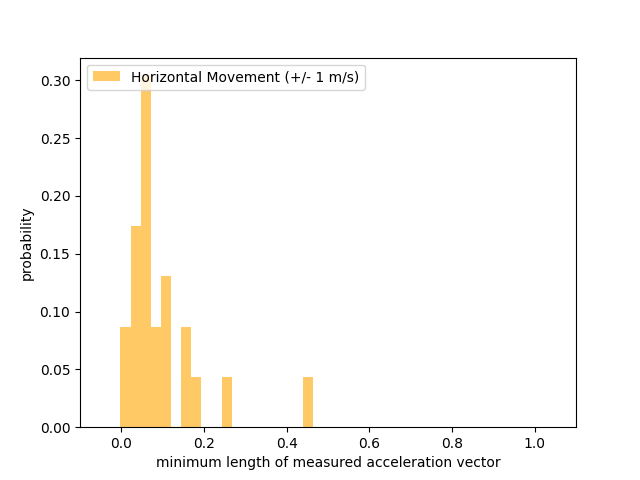 Horizontal Movement (+/- 1 m/s)
0.30
0.25
0.20
0.15
0.10
0.05
0.00
probability
0.0 0.2 0.4 0.6 0.8 1.0
minimum length of measured acceleration vector